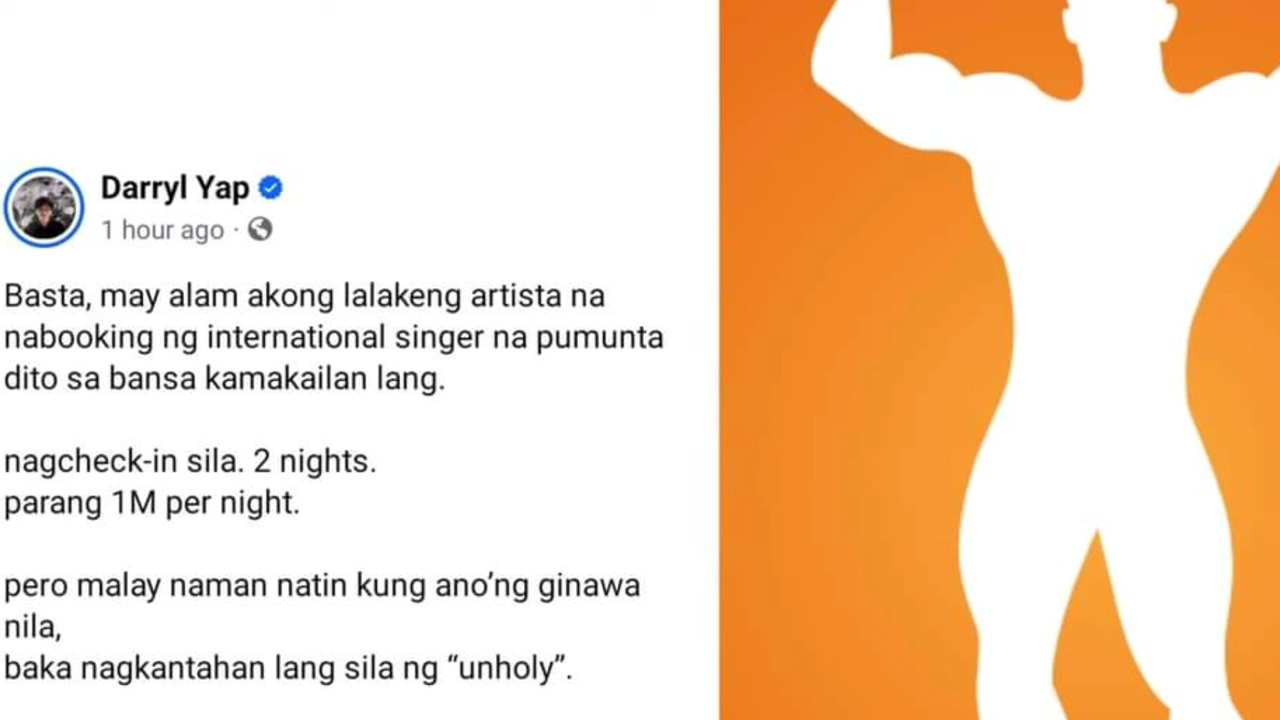 Darryl Yap
1 hour ago ·
Basta, may alam akong lalakeng artista na
nabooking ng international singer na pumunta
dito sa bansa kamakailan lang.
nagcheck-in sila. 2 nights.
parang 1M per night.
pero malay naman natin kung ano’ng ginawa
nila,
baka nagkantahan lang sila ng “unholy”.